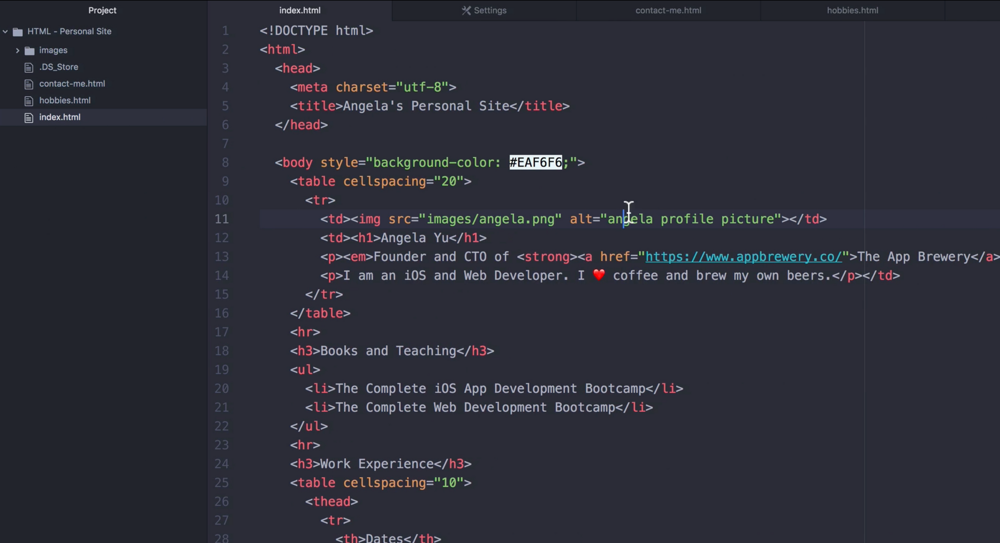 Project
index.html
Settings
contact-me.html
hobbies.html
HTML - Personal Site
images
.DS_Store
contact-me.html
hobbies.html
index.html
1 <!DOCTYPE html>
2 <html>
3 <head>
4 <meta charset="utf-8">
5 <title>Angela's Personal Site</title>
6 </head>
7
8 <body style="background-color: #EAF6F6;">
9 <table cellspacing="20">
10 <tr>
11 <td><img src="images/angela.png" alt="angela profile picture"></td>
12 <td><h1>Angela Yu</h1>
13 <p><em>Founder and CTO of <strong><a href="https://www.appbrewery.co/">The App Brewery</a>
14 <p>I am an iOS and Web Developer. I ❤️ coffee and brew my own beers.</p></td>
15 </tr>
16 </table>
17 <hr>
18 <h3>Books and Teaching</h3>
19 <ul>
20 <li>The Complete iOS App Development Bootcamp</li>
21 <li>The Complete Web Development Bootcamp</li>
22 </ul>
23 <hr>
24 <h3>Work Experience</h3>
25 <table cellspacing="10">
26 <thead>
27 <tr>
28 <th>Dates</th>